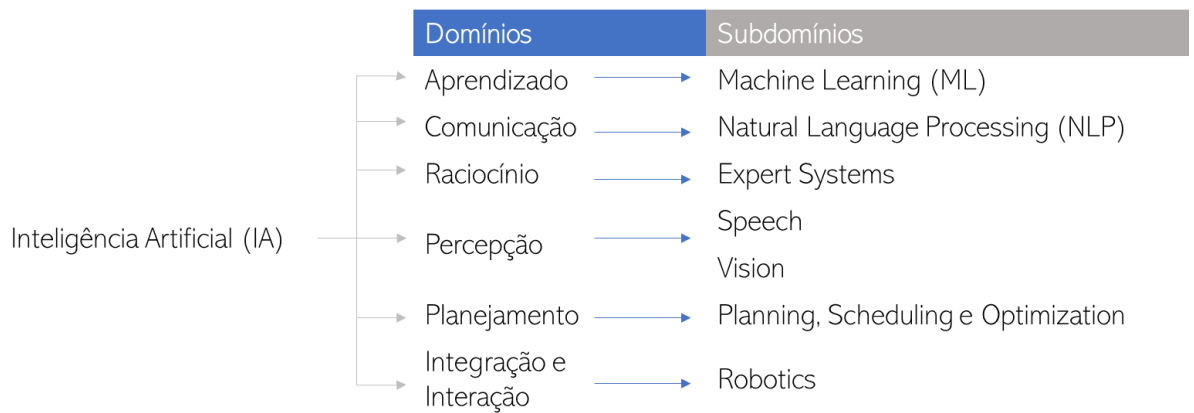 Domínios Subdomínios
Aprendizado Machine Learning (ML)
Comunicação Natural Language Processing (NLP)
Raciocínio Expert Systems
Inteligência Artificial (IA)
Percepção
Speech
Vision
Planejamento Planning, Scheduling e Optimization
Integração e
Interação
Robotics